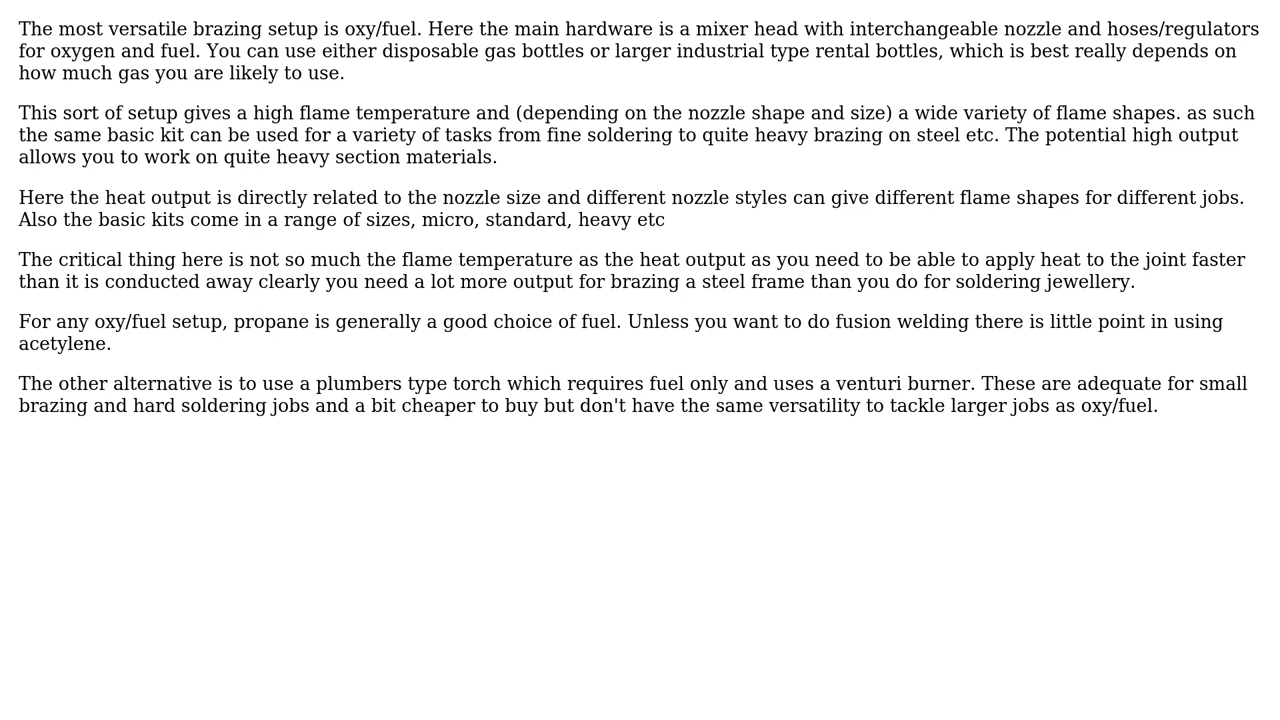 The most versatile brazing setup is oxy/fuel. Here the main hardware is a mixer head with interchangeable nozzle and hoses/regulators
for oxygen and fuel. You can use either disposable gas bottles or larger industrial type rental bottles, which is best really depends on
how much gas you are likely to use.
This sort of setup gives a high flame temperature and (depending on the nozzle shape and size) a wide variety of flame shapes. as such
the same basic kit can be used for a variety of tasks from fine soldering to quite heavy brazing on steel etc. The potential high output
allows you to work on quite heavy section materials.
Here the heat output is directly related to the nozzle size and different nozzle styles can give different flame shapes for different jobs.
Also the basic kits come in a range of sizes, micro, standard, heavy etc
The critical thing here is not so much the flame temperature as the heat output as you need to be able to apply heat to the joint faster
than it is conducted away clearly you need a lot more output for brazing a steel frame than you do for soldering jewellery.
For any oxy/fuel setup, propane is generally a good choice of fuel. Unless you want to do fusion welding there is little point in using
acetylene.
The other alternative is to use a plumbers type torch which requires fuel only and uses a venturi burner. These are adequate for small
brazing and hard soldering jobs and a bit cheaper to buy but don't have the same versatility to tackle larger jobs as oxy/fuel.